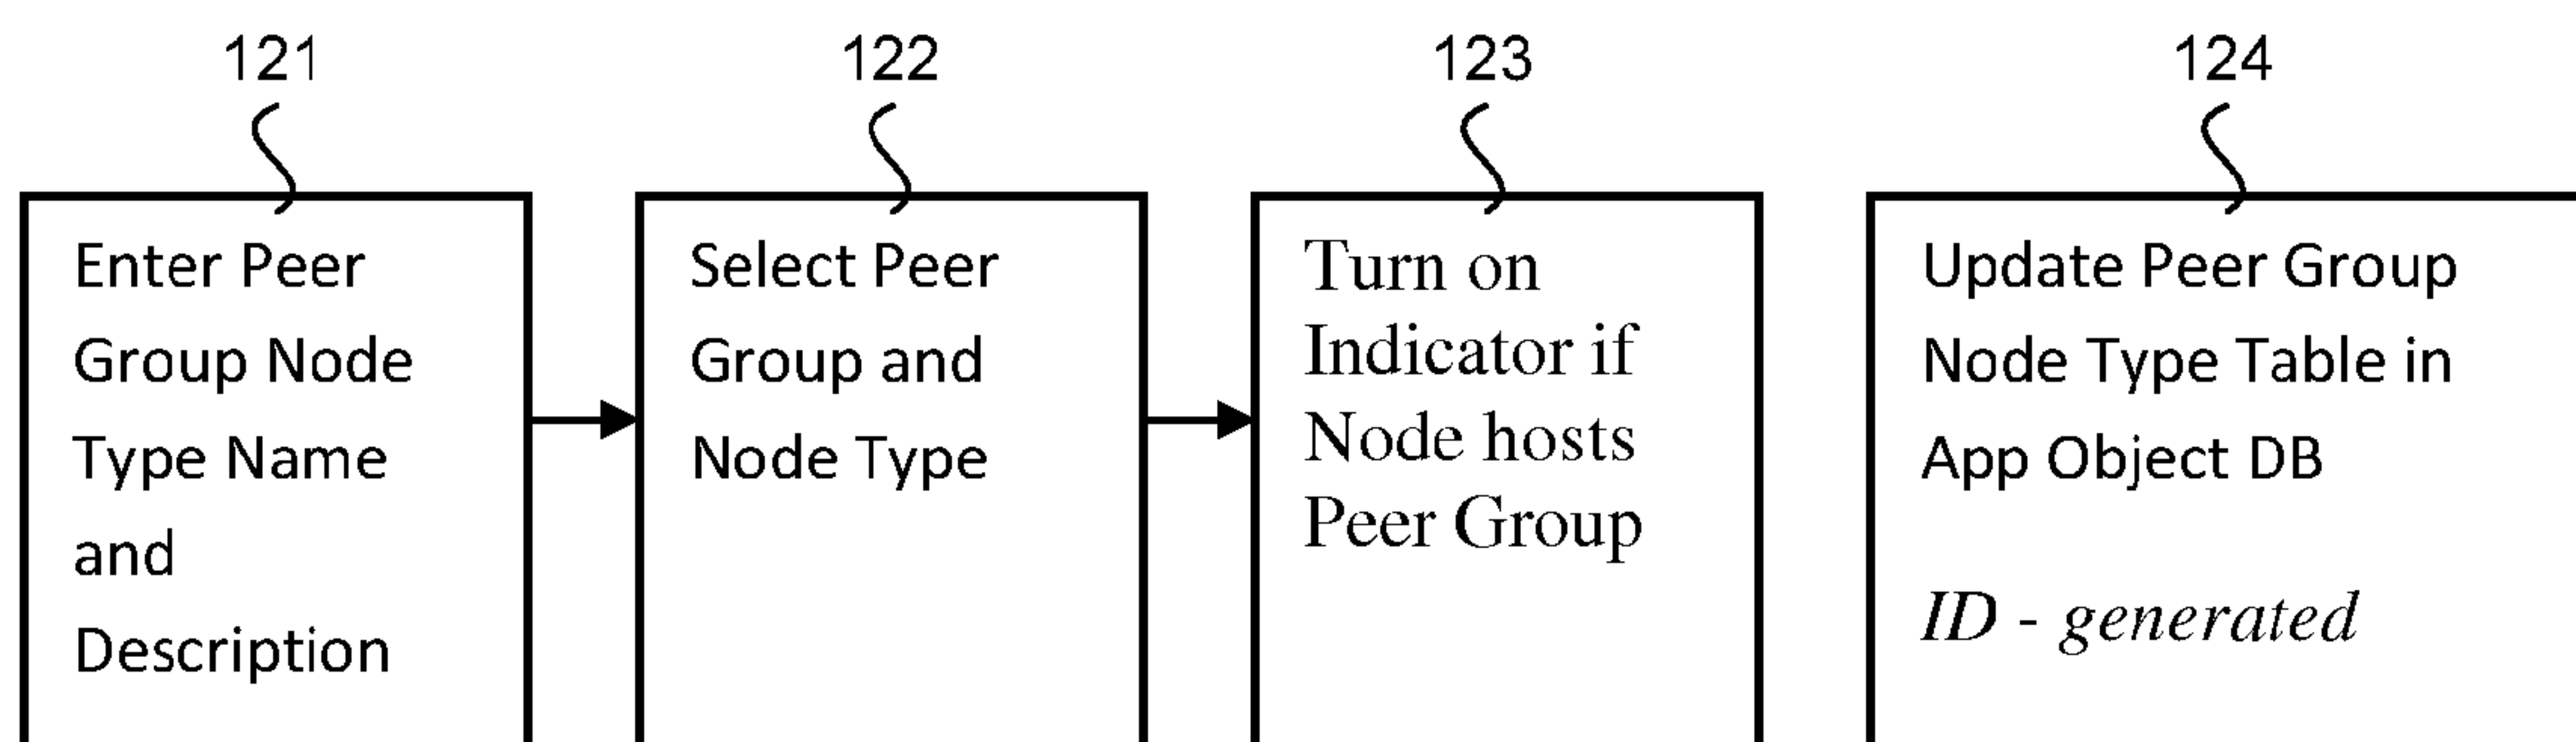 121
122
123
124
Enter Peer
Group Node
Type Name
and
Description
Select Peer
Group and
Node Type
Turn on
Indicator if
Node hosts
Peer Group
Update Peer Group
Node Type Table in
App Object DB
ID - generated